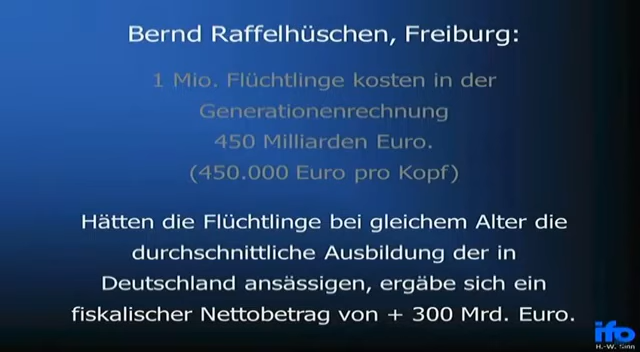 Bernd Raffelhüschen, Freiburg:
1 Mio. Flüchtlinge kosten in der
Generationenrechnung
450 Milliarden Euro.
(450.000 Euro pro Kopf)
Hätten die Flüchtlinge bei gleichem Alter die
durchschnittliche Ausbildung der in
Deutschland ansässigen, ergäbe sich ein
fiskalischer Nettobetrag von + 300 Mrd. Euro.
ifo
H.-W. Sinn